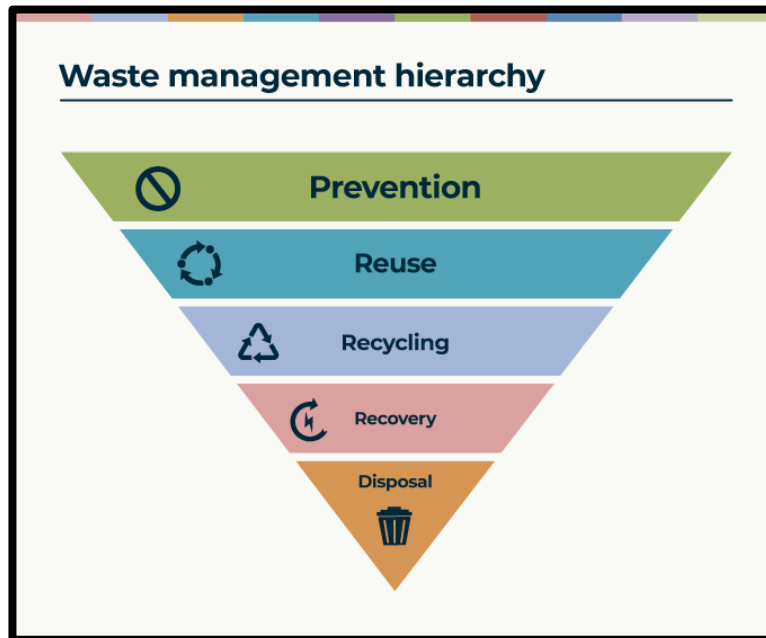 Waste management hierarchy
Prevention
Reuse
Recycling
Recovery
Disposal